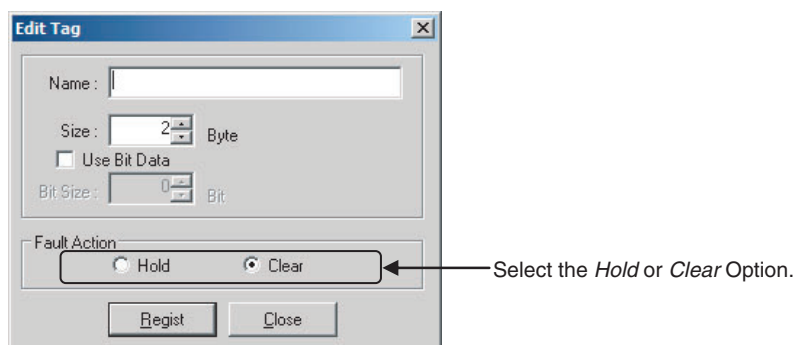 Edit Tag
Name :
Size : 2 Byte
Use Bit Data
Bit Size : 0 Bit
Fault Action
Hold Clear
Select the Hold or Clear Option.
Regist Close